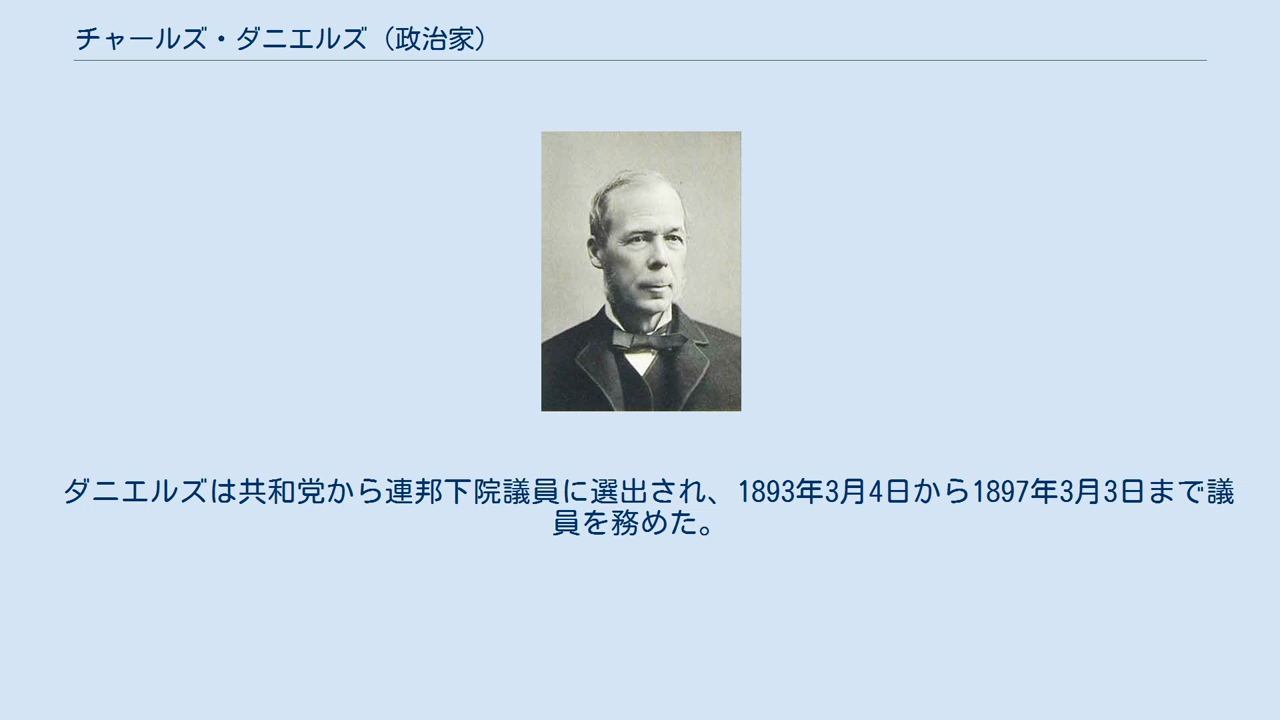 チャールズ・ダニエルズ（政治家）
ダニエルズは共和党から連邦下院議員に選出され、1893年3月4日から1897年3月3日まで議
員を務めた。